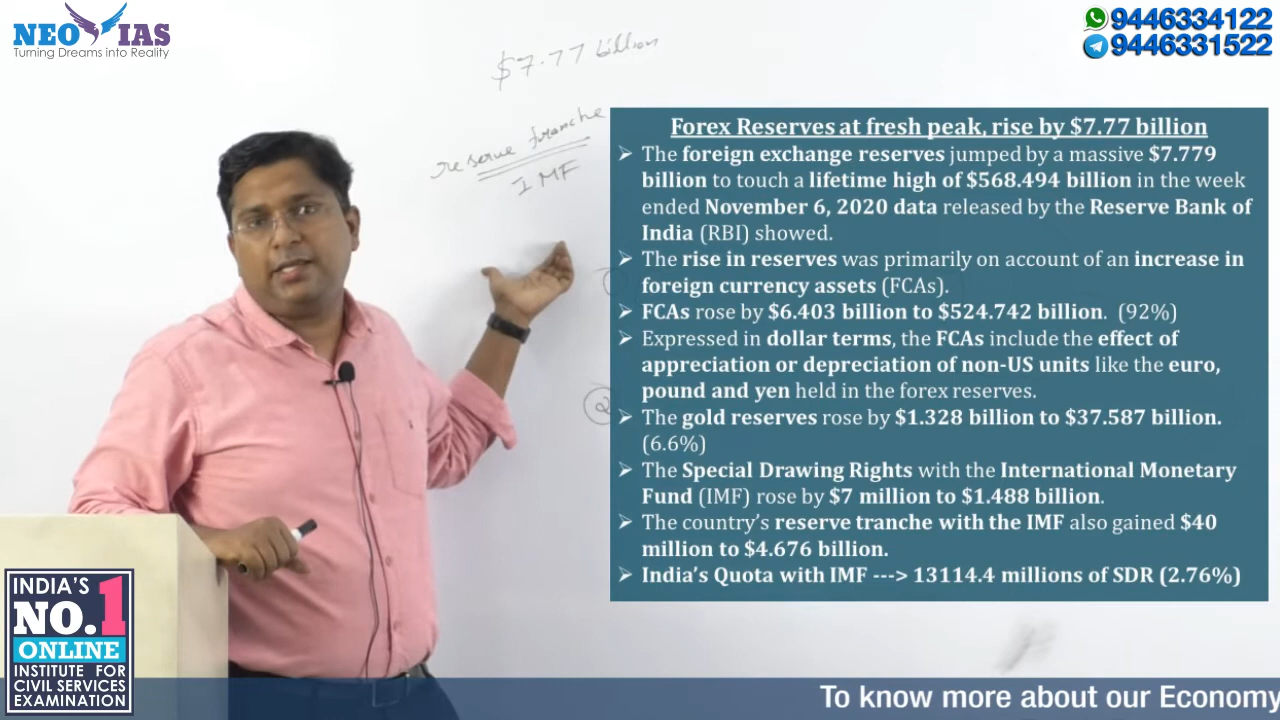 NEO IAS
Turning Dreams into Reality
9446334122
9446331522
$7.77 billion
reserve tranche
IMF
Forex Reserves at fresh peak, rise by $7.77 billion
➢ The foreign exchange reserves jumped by a massive $7.779
billion to touch a lifetime high of $568.494 billion in the week
ended November 6, 2020 data released by the Reserve Bank of
India (RBI) showed.
➢ The rise in reserves was primarily on account of an increase in
foreign currency assets (FCAs).
➢ FCAs rose by $6.403 billion to $524.742 billion. (92%)
➢ Expressed in dollar terms, the FCAs include the effect of
appreciation or depreciation of non-US units like the euro,
pound and yen held in the forex reserves.
➢ The gold reserves rose by $1.328 billion to $37.587 billion.
(6.6%)
➢ The Special Drawing Rights with the International Monetary
Fund (IMF) rose by $7 million to $1.488 billion.
➢ The country's reserve tranche with the IMF also gained $40
million to $4.676 billion.
➢ India's Quota with IMF ---> 13114.4 millions of SDR (2.76%)
2
INDIA'S
NO.1
ONLINE
INSTITUTE FOR
CIVIL SERVICES
EXAMINATION
To know more about our Economy